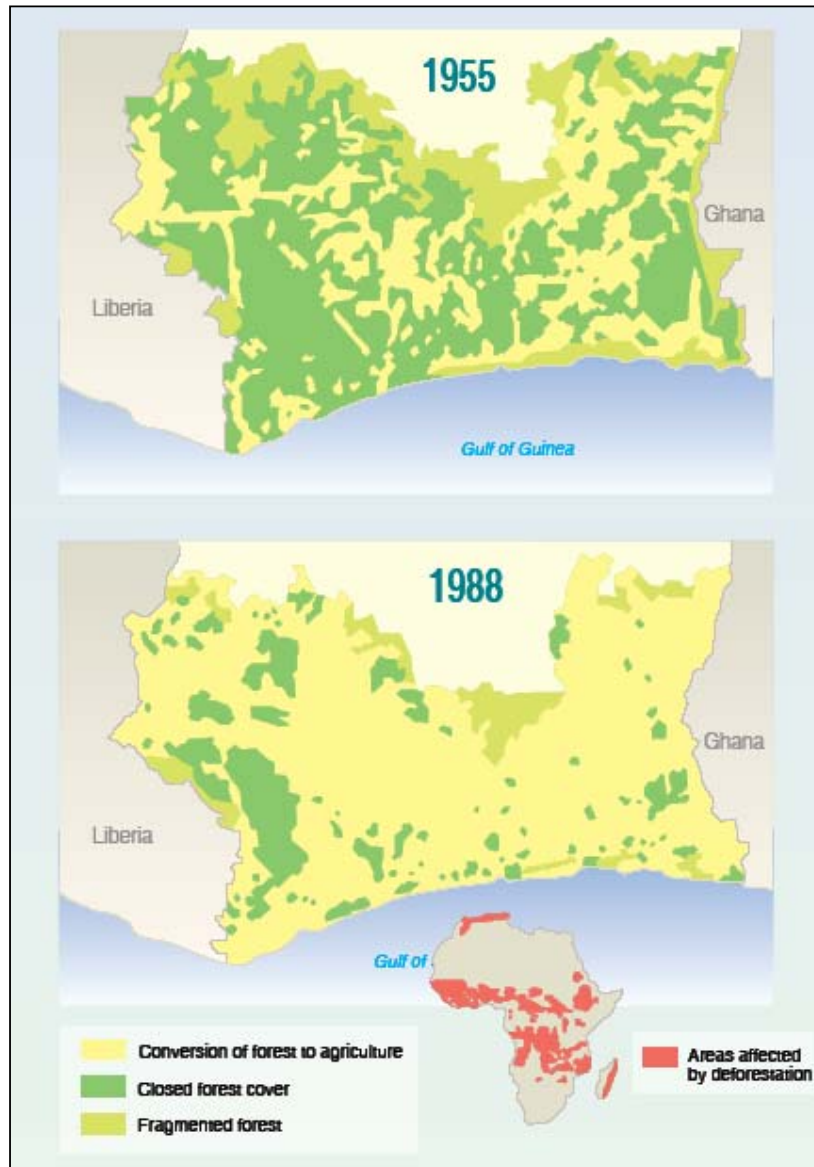 1955
Ghana
Liberia
Gulf of Guinea
1988
Ghana
Liberia
Gulf of
Conversion of forest to agriculture
Closed forest cover
Fragmented forest
Areas affected
by deforestation